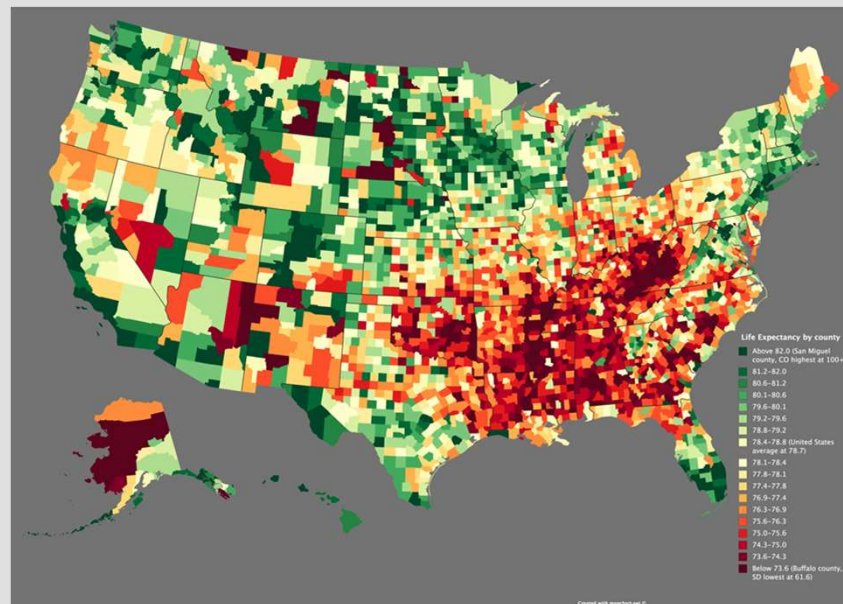 Life Expectancy by county
Above 82.0 (San Miguel
county, CO highest at 100+
81.2-82.0
80.6-81.2
80.1-80.6
79.6-80.1
79.2-79.6
78.8-79.2
78.4-78.8 (United States
average at 78.7)
78.1-78.4
77.8-78.1
77.4-77.8
76.9-77.4
76.3-76.9
75.6-76.3
75.0-75.6
74.3-75.0
73.6-74.3
Below 73.6 (Buffalo county,
SD lowest at 61.6)
Created with mapchart.net ©